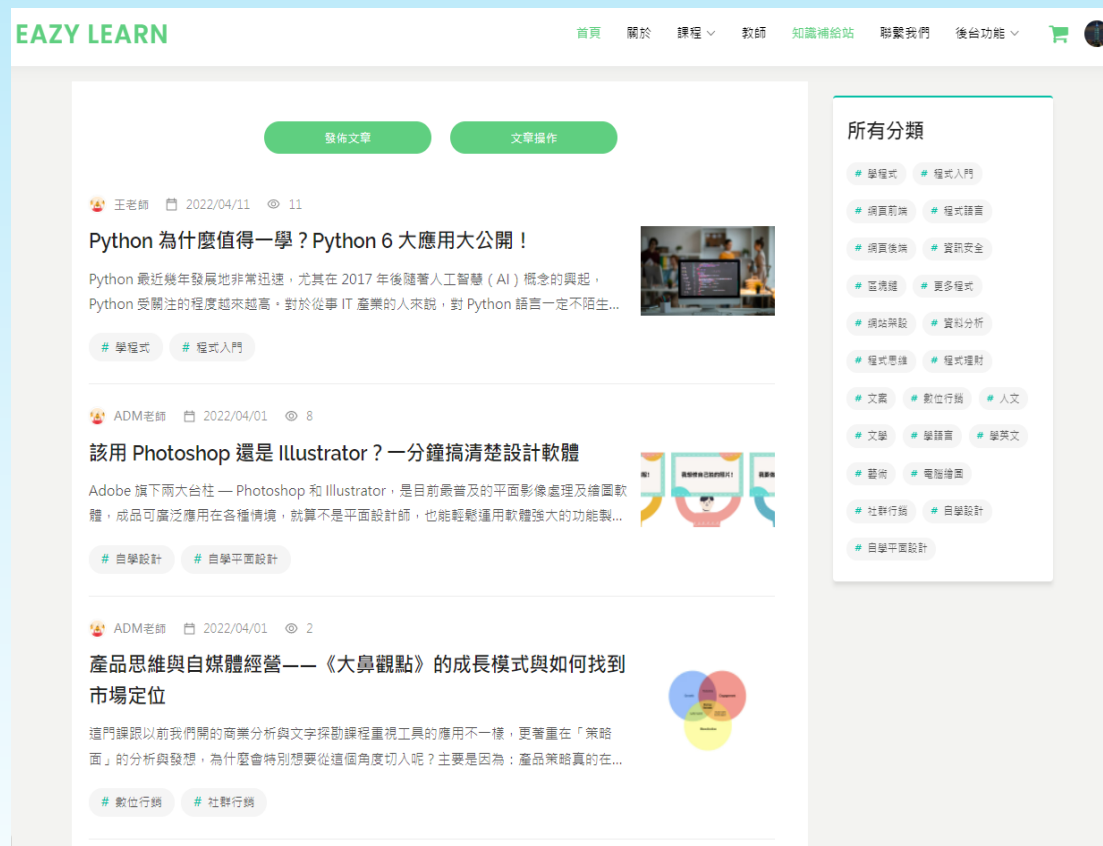 EAZY LEARN
首頁 關於 課程 教師 知識補給站 聯繫我們 後台功能
發佈文章 文章操作
王老師 2022/04/11 11
Python 為什麼值得一學？Python 6 大應用大公開！
Python 最近幾年發展地非常迅速，尤其在 2017 年後隨著人工智慧（AI）概念的興起，
Python 受關注的程度越來越高。對於從事 IT 產業的人來說，對 Python 語言一定不陌生...
# 學程式 # 程式入門
ADM老師 2022/04/01 8
該用 Photoshop 還是 Illustrator？一分鐘搞清楚設計軟體
Adobe 旗下兩大台柱 — Photoshop 和 Illustrator，是目前最普及的平面影像處理及繪圖軟
體，成品可廣泛應用在各種情境，就算不是平面設計師，也能輕鬆運用軟體強大的功能製...
# 自學設計 # 自學平面設計
ADM老師 2022/04/01 2
產品思維與自媒體經營——《大鼻觀點》的成長模式與如何找到
市場定位
這門課跟以前我們開的商業分析與文字探勘課程重視工具的應用不一樣，更著重在「策略
面」的分析與發想，為什麼會特別想要從這個角度切入呢？主要是因為：產品策略真的在...
# 數位行銷 # 社群行銷
所有分類
# 學程式 # 程式入門
# 網頁前端 # 程式語言
# 網頁後端 # 資訊安全
# 區塊鏈 # 更多程式
# 網站架設 # 資料分析
# 程式思維 # 程式理財
# 文案 # 數位行銷 # 人文
# 文學 # 學語言 # 學英文
# 藝術 # 電腦繪圖
# 社群行銷 # 自學設計
# 自學平面設計